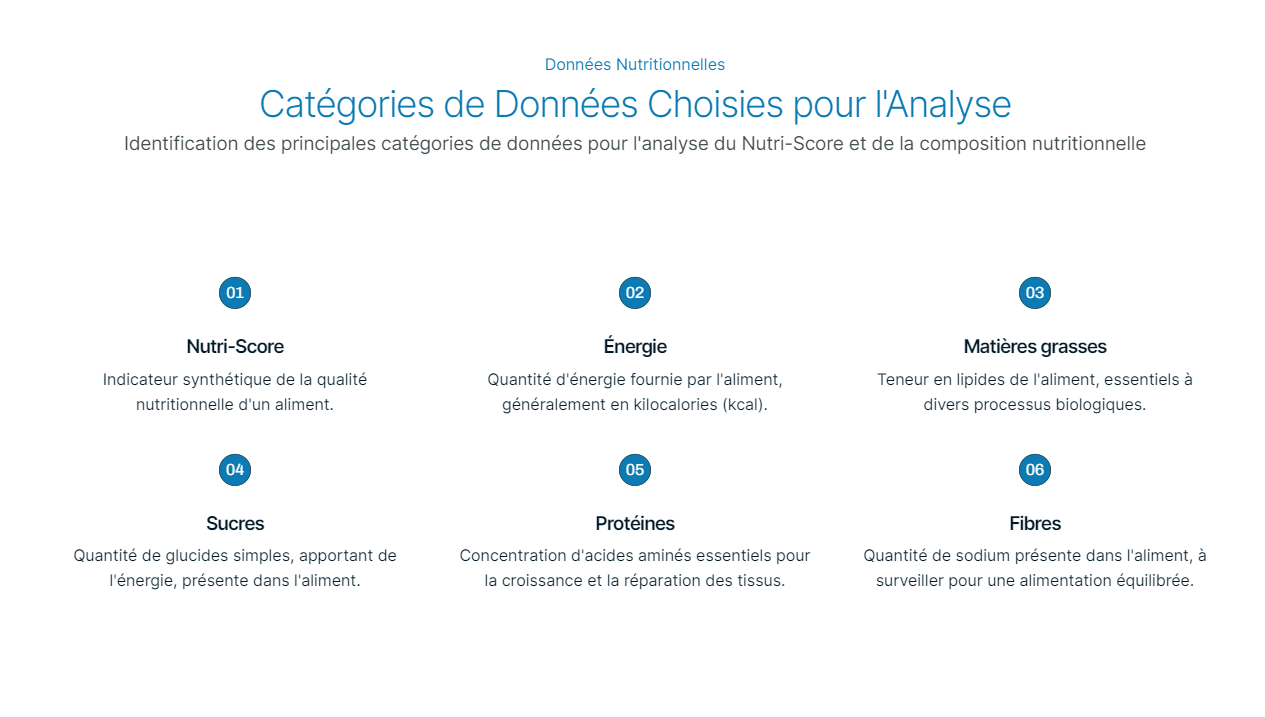 Données Nutritionnelles
Catégories de Données Choisies pour l'Analyse
Identification des principales catégories de données pour l'analyse du Nutri-Score et de la composition nutritionnelle
01
Nutri-Score
Indicateur synthétique de la qualité
nutritionnelle d'un aliment.
02
Énergie
Quantité d'énergie fournie par l'aliment,
généralement en kilocalories (kcal).
03
Matières grasses
Teneur en lipides de l'aliment, essentiels à
divers processus biologiques.
04
Sucres
Quantité de glucides simples, apportant de
l'énergie, présente dans l'aliment.
05
Protéines
Concentration d'acides aminés essentiels pour
la croissance et la réparation des tissus.
06
Fibres
Quantité de sodium présente dans l'aliment, à
surveiller pour une alimentation équilibrée.